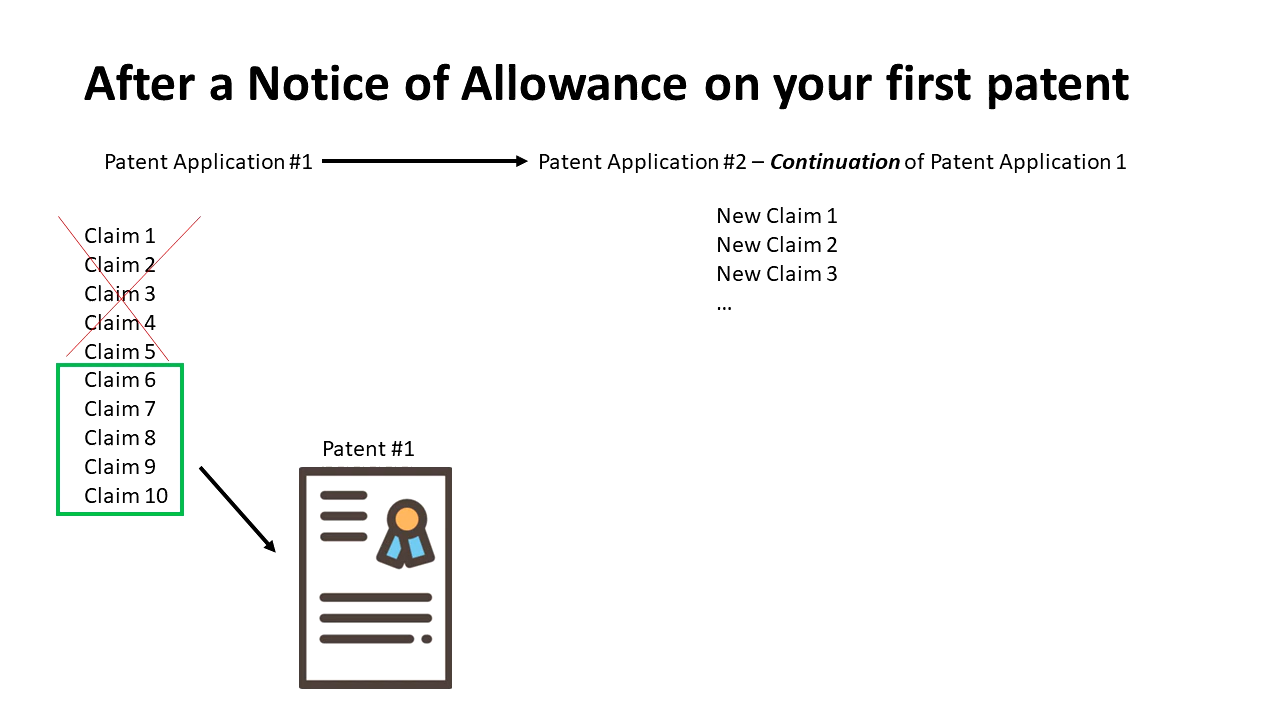 After a Notice of Allowance on your first patent
Patent Application #1
Patent Application #2 – Continuation of Patent Application 1
New Claim 1
New Claim 2
New Claim 3
...
Claim 1
Claim 2
Claim 3
Claim 4
Claim 5
Claim 6
Claim 7
Claim 8
Claim 9
Claim 10
Patent #1